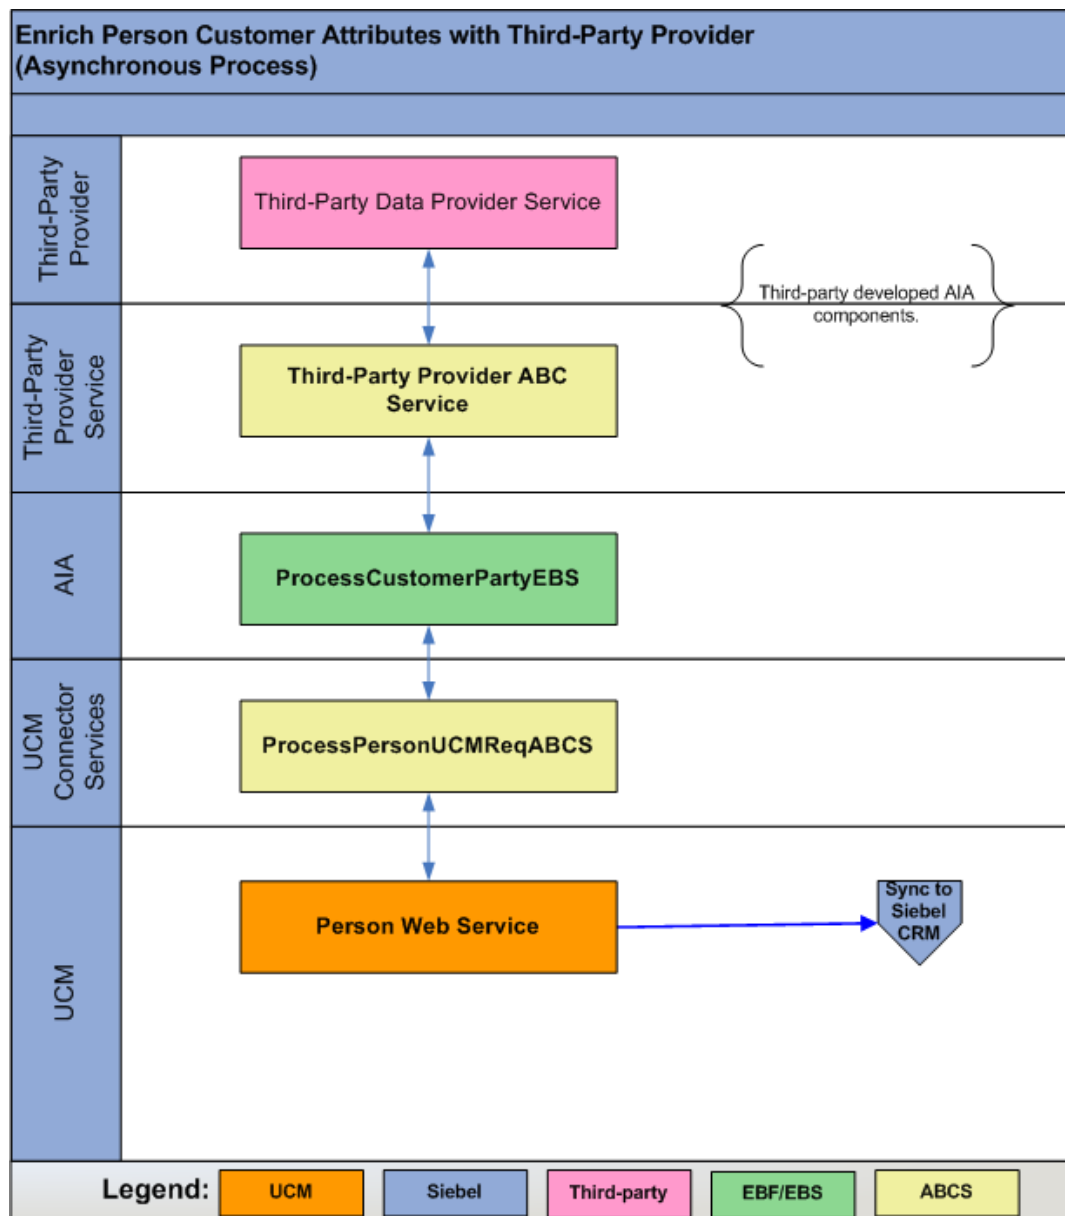 Enrich Person Customer Attributes with Third-Party Provider
(Asynchronous Process)
Third-Party
Provider
Third-Party Data Provider Service
Third-party developed AIA
components.
Third-Party
Provider
Service
Third-Party Provider ABC
Service
AIA
ProcessCustomerPartyEBS
UCM
Connector
Services
ProcessPersonUCMReqABCS
UCM
Person Web Service
Sync to
Siebel
CRM
Legend:
UCM
Siebel
Third-party
EBF/EBS
ABCS